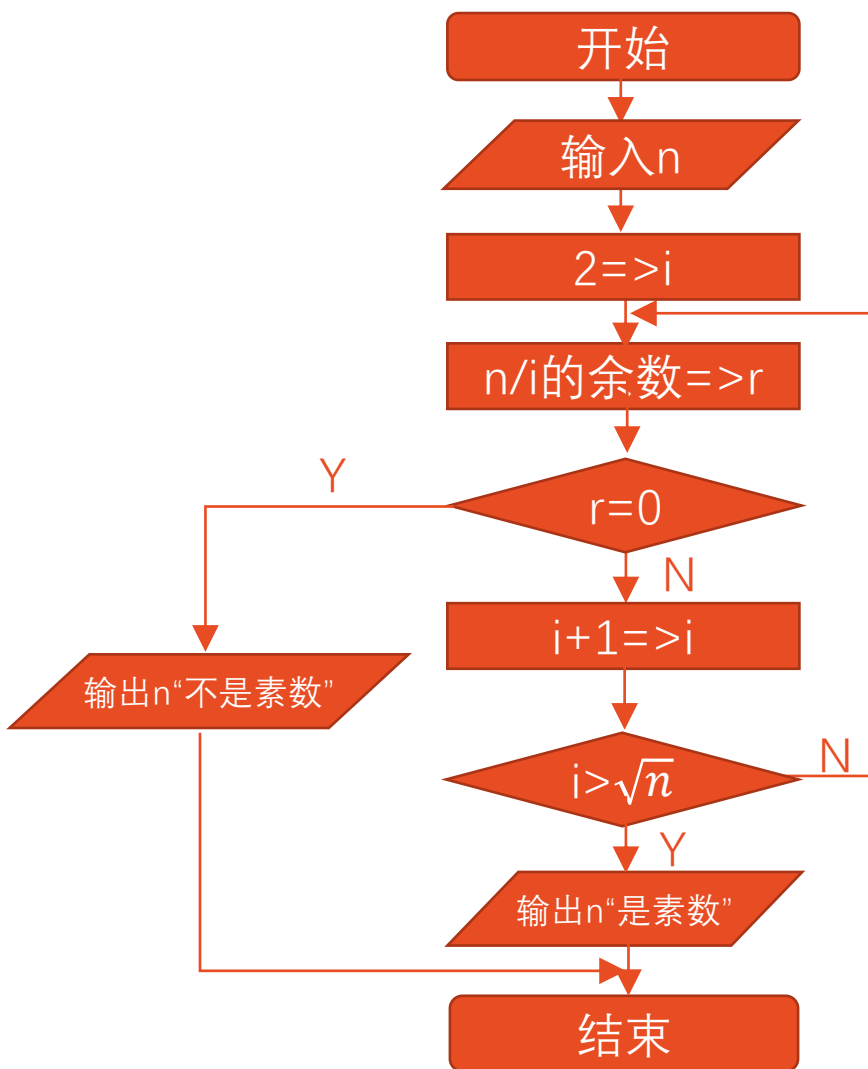 开始
输入n
2=>i
n/i的余数=>r
Y
r=0
N
i+1=>i
输出n“不是素数”
i>√n
N
Y
输出n“是素数”
结束